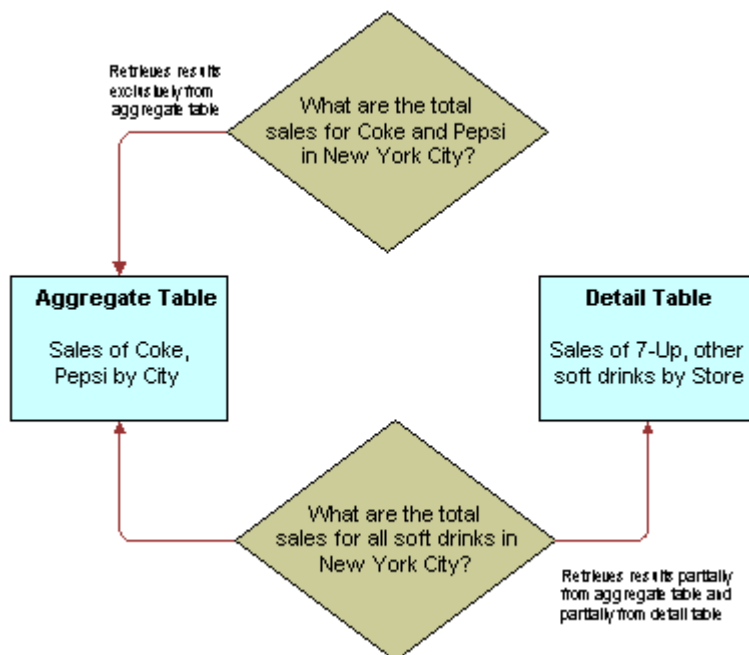 Retrieves results
exclusively from
aggregate table
What are the total
sales for Coke and Pepsi
in New York City?
Aggregate Table
Sales of Coke,
Pepsi by City
Detail Table
Sales of 7-Up, other
soft drinks by Store
What are the total
sales for all soft drinks in
New York City?
Retrieves results partially
from aggregate table and
partially from detail table